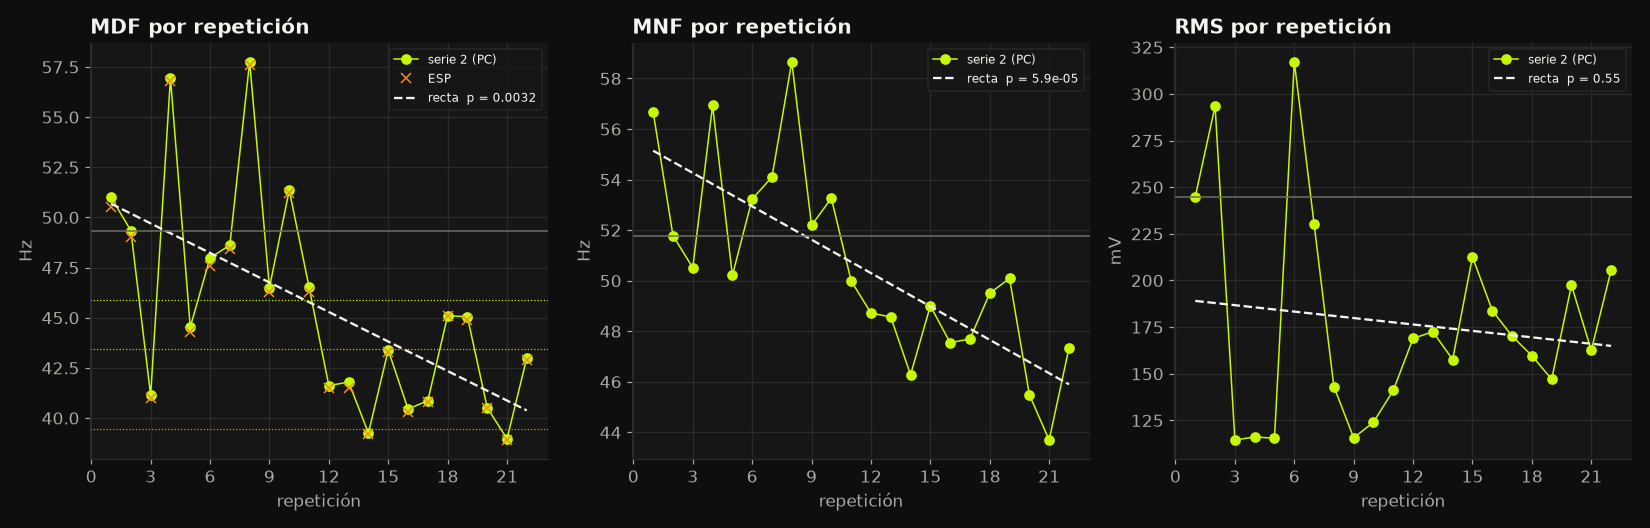 MDF por repetición
57.5
55.0
52.5
50.0
47.5
45.0
42.5
40.0
Hz
0 3 6 9 12 15 18 21
repetición
serie 2 (PC)
ESP
recta p = 0.0032
MNF por repetición
58
56
54
52
50
48
46
44
Hz
0 3 6 9 12 15 18 21
repetición
serie 2 (PC)
recta p = 5.9e-05
RMS por repetición
325
300
275
250
225
200
175
150
125
mV
0 3 6 9 12 15 18 21
repetición
serie 2 (PC)
recta p = 0.55